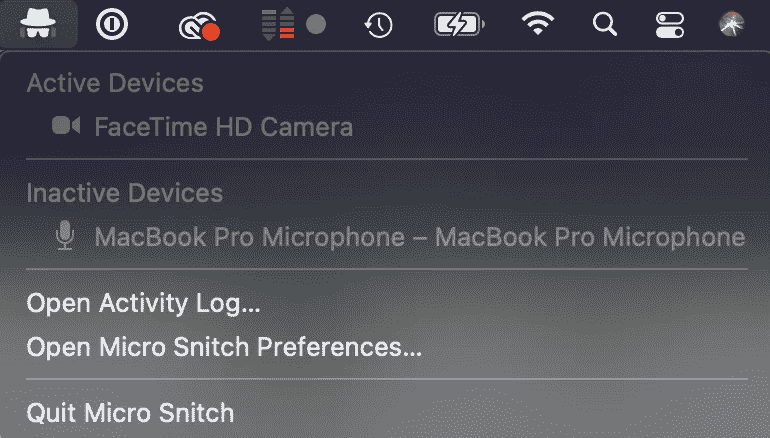 Active Devices
FaceTime HD Camera
Inactive Devices
MacBook Pro Microphone – MacBook Pro Microphone
Open Activity Log...
Open Micro Snitch Preferences...
Quit Micro Snitch